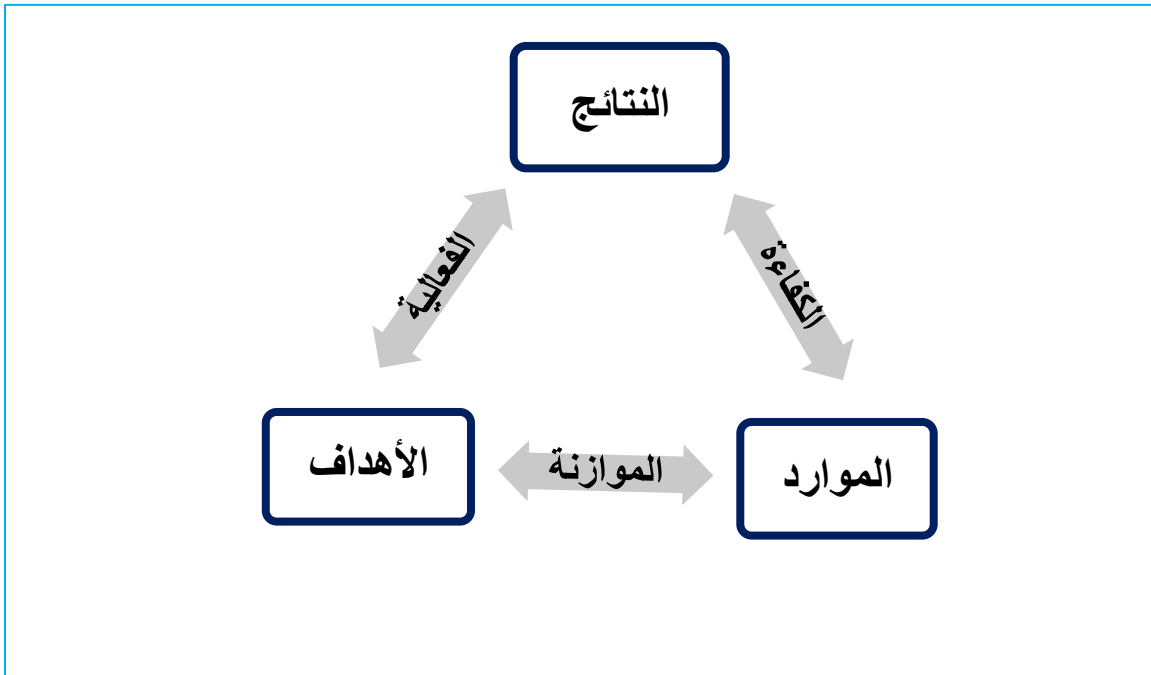 النتائج
الكفاءة
الفعالية
الموارد
الموازنة
الأهداف